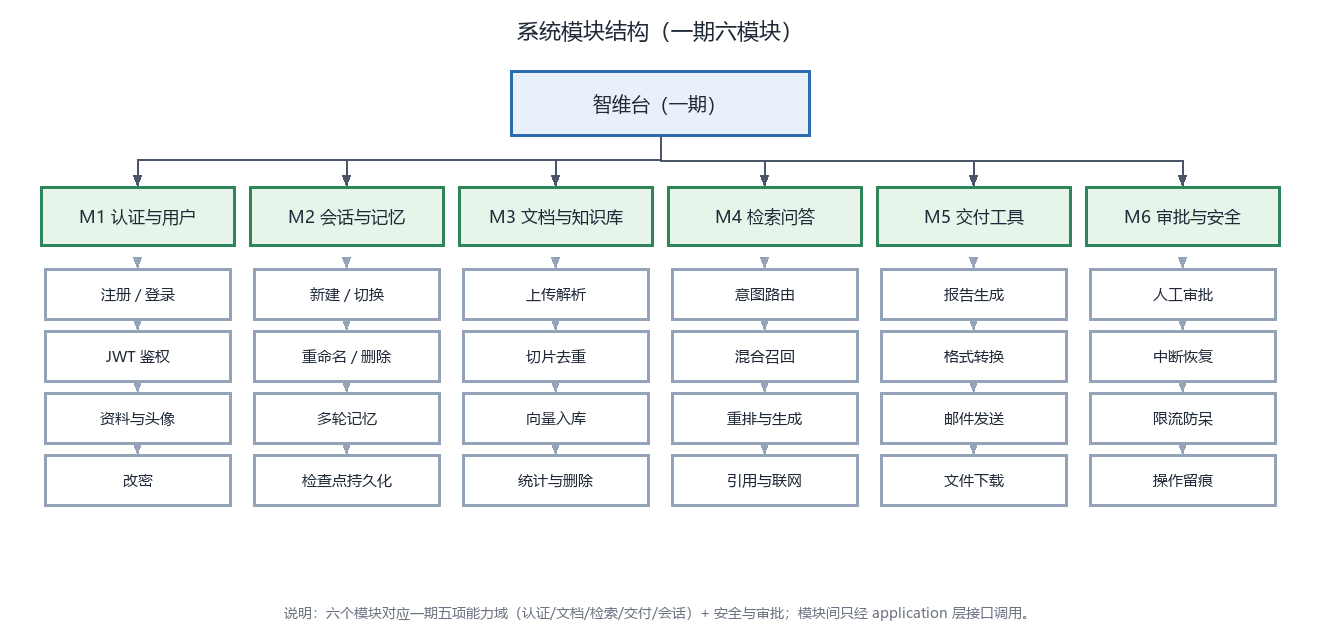 系统模块结构（一期六模块）
智维台（一期）
M1 认证与用户
M2 会话与记忆
M3 文档与知识库
M4 检索问答
M5 交付工具
M6 审批与安全
注册 / 登录
新建 / 切换
上传解析
意图路由
报告生成
人工审批
JWT 鉴权
重命名 / 删除
切片去重
混合召回
格式转换
中断恢复
资料与头像
多轮记忆
向量入库
重排与生成
邮件发送
限流防呆
改密
检查点持久化
统计与删除
引用与联网
文件下载
操作留痕
说明：六个模块对应一期五项能力域（认证/文档/检索/交付/会话）+ 安全与审批；模块间只经 application 层接口调用。